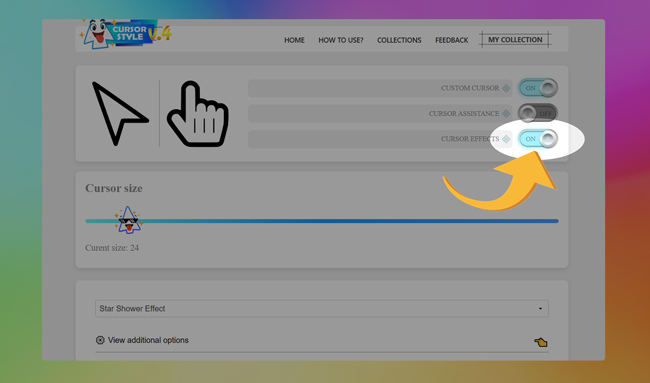 CURSOR
STYLE V.4
HOME HOW TO USE? COLLECTIONS FEEDBACK MY COLLECTION
CUSTOM CURSOR ON
CURSOR ASSISTANCE OFF
CURSOR EFFECTS ON
Cursor size
Curent size: 24
Star Shower Effect
View additional options